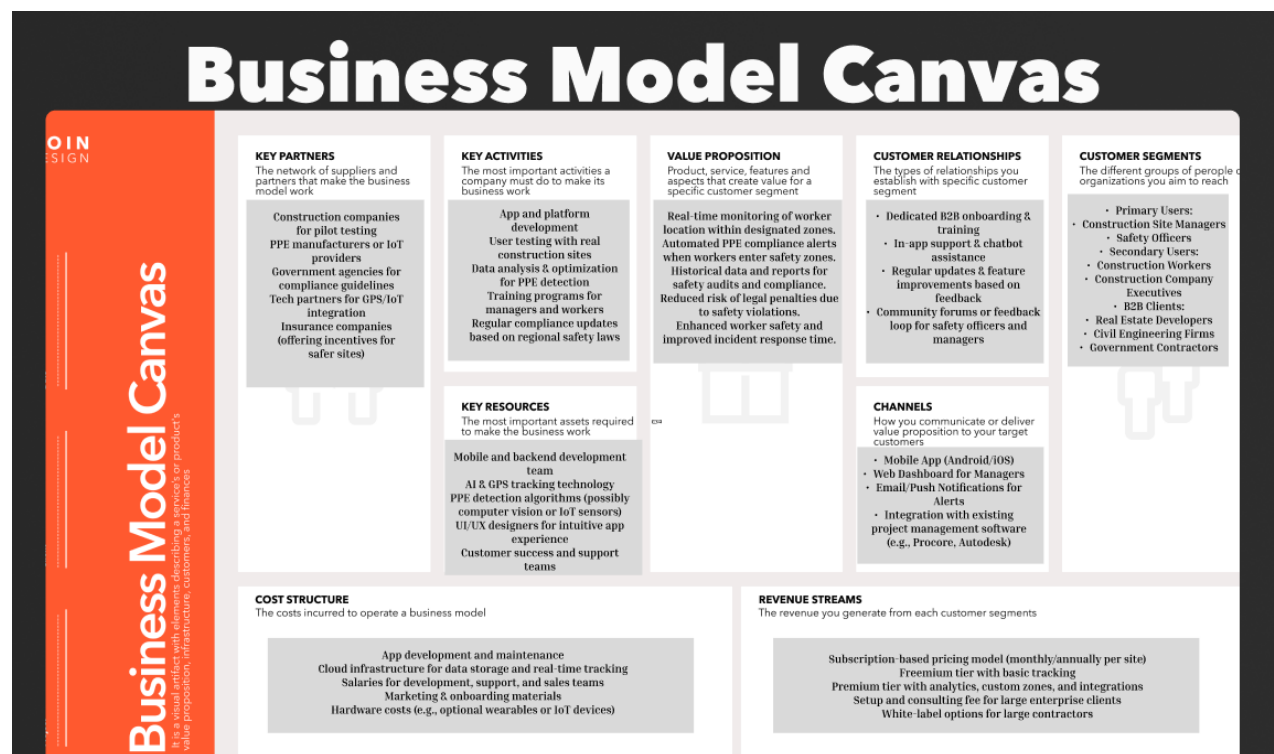 Business Model Canvas
OIN
ESIGN
Business Model Canvas
It is a visual artifact with elements describing a service's or product's
value proposition, infrastructure, customers, and finances
KEY PARTNERS
The network of suppliers and
partners that make the business
model work
Construction companies
for pilot testing
PPE manufacturers or IoT
providers
Government agencies for
compliance guidelines
Tech partners for GPS/IoT
integration
Insurance companies
(offering incentives for
safer sites)
KEY ACTIVITIES
The most important activities a
company must do to make its
business work
App and platform
development
User testing with real
construction sites
Data analysis & optimization
for PPE detection
Training programs for
managers and workers
Regular compliance updates
based on regional safety laws
KEY RESOURCES
The most important assets required
to make the business work
Mobile and backend development
team
AI & GPS tracking technology
PPE detection algorithms (possibly
computer vision or IoT sensors)
UI/UX designers for intuitive app
experience
Customer success and support
teams
VALUE PROPOSITION
Product, service, features and
aspects that create value for a
specific customer segment
Real-time monitoring of worker
location within designated zones.
Automated PPE compliance alerts
when workers enter safety zones.
Historical data and reports for
safety audits and compliance.
Reduced risk of legal penalties due
to safety violations.
Enhanced worker safety and
improved incident response time.
CUSTOMER RELATIONSHIPS
The types of relationships you
establish with specific customer
segment
• Dedicated B2B onboarding &
training
• In-app support & chatbot
assistance
• Regular updates & feature
improvements based on
feedback
• Community forums or feedback
loop for safety officers and
managers
CHANNELS
How you communicate or deliver
value proposition to your target
customers
• Mobile App (Android/iOS)
• Web Dashboard for Managers
• Email/Push Notifications for
Alerts
• Integration with existing
project management software
(e.g., Procore, Autodesk)
CUSTOMER SEGMENTS
The different groups of people o
organizations you aim to reach
• Primary Users:
• Construction Site Managers
• Safety Officers
• Secondary Users:
• Construction Workers
• Construction Company
Executives
• B2B Clients:
• Real Estate Developers
• Civil Engineering Firms
• Government Contractors
COST STRUCTURE
The costs incurred to operate a business model
App development and maintenance
Cloud infrastructure for data storage and real-time tracking
Salaries for development, support, and sales teams
Marketing & onboarding materials
Hardware costs (e.g., optional wearables or IoT devices)
REVENUE STREAMS
The revenue you generate from each customer segments
Subscription-based pricing model (monthly/annually per site)
Freemium tier with basic tracking
Premium tier with analytics, custom zones, and integrations
Setup and consulting fee for large enterprise clients
White-label options for large contractors